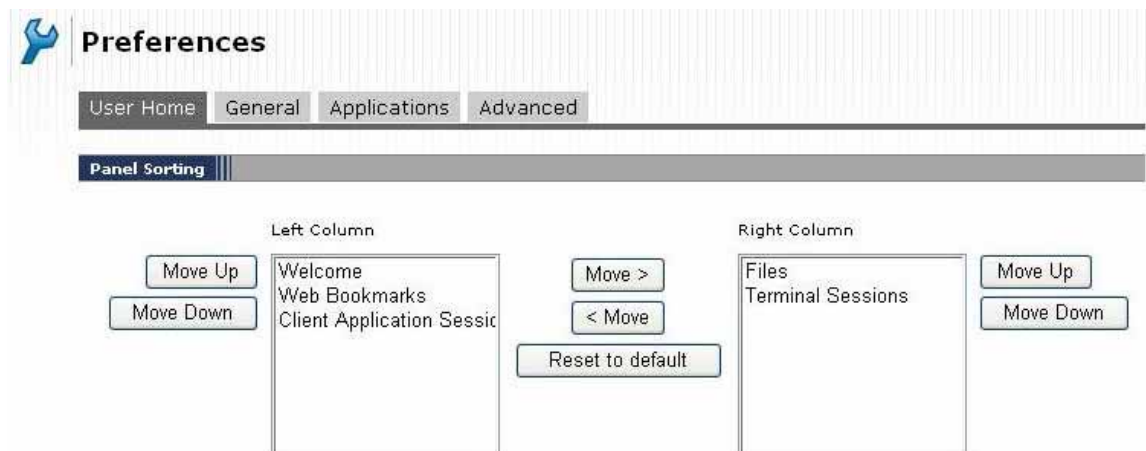 Preferences
User Home General Applications Advanced
Panel Sorting
Left Column
Right Column
Move Up
Move Down
Welcome
Web Bookmarks
Client Application Sessic
Move >
< Move
Reset to default
Files
Terminal Sessions
Move Up
Move Down